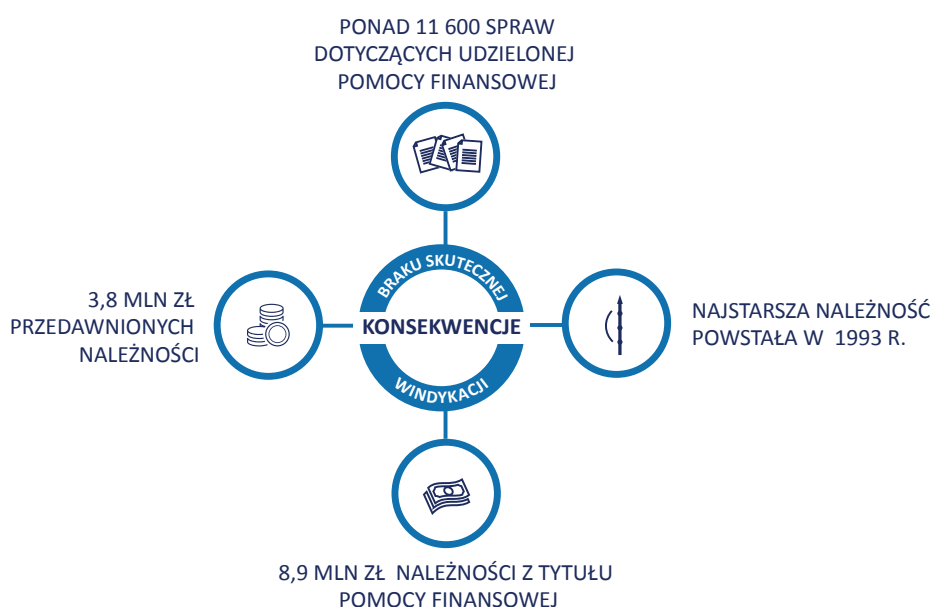 PONAD 11 600 SPRAW
DOTYCZĄCYCH UDZIELONEJ
POMOCY FINANSOWEJ
3,8 MLN ZŁ
PRZEDAWNIONYCH
NALEŻNOŚCI
BRAKU SKUTECZNEJ
KONSEKWENCJE
WINDYKACJI
NAJSTARSZA NALEŻNOŚĆ
POWSTAŁA W 1993 R.
8,9 MLN ZŁ NALEŻNOŚCI Z TYTUŁU
POMOCY FINANSOWEJ